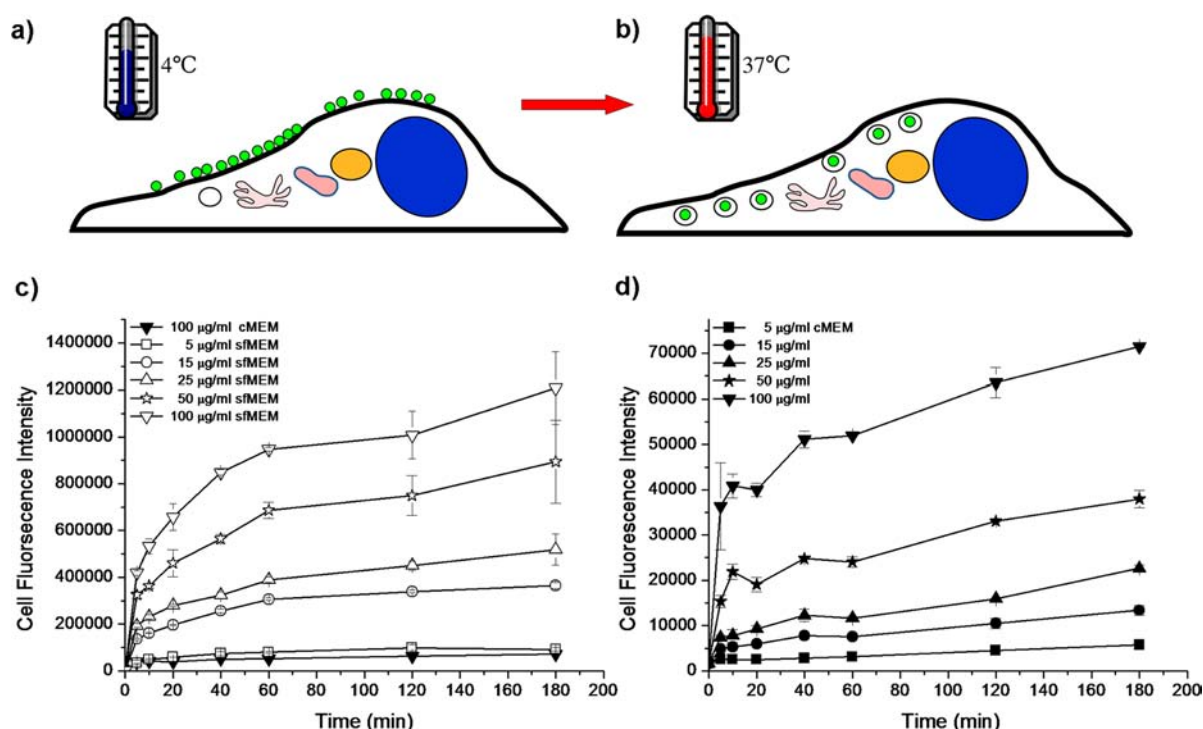 a)
4°C
b)
37°C
c)
100 µg/ml cMEM
5 µg/ml sfMEM
15 µg/ml sfMEM
25 µg/ml sfMEM
50 µg/ml sfMEM
100 µg/ml sfMEM
Cell Fluorsecence Intensity
1400000
1200000
1000000
800000
600000
400000
200000
0
0 20 40 60 80 100 120 140 160 180 200
Time (min)
d)
5 µg/ml cMEM
15 µg/ml
25 µg/ml
50 µg/ml
100 µg/ml
Cell Fluorescence Intensity
70000
60000
50000
40000
30000
20000
10000
0
0 20 40 60 80 100 120 140 160 180 200
Time (min)